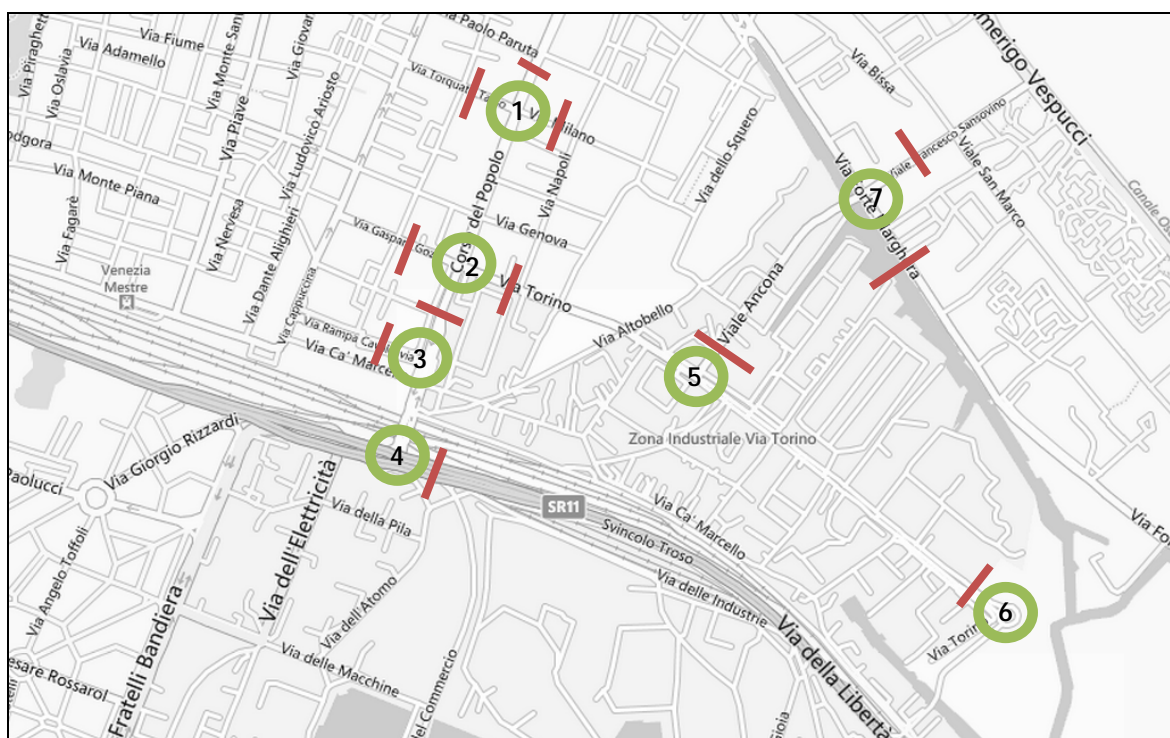 Via Piraghetto
Via Oslavia
Via Fiume
Via Adamello
Via Monte San
Via Giovan
Via Paolo Paruta
Via Torquato Tasso
1
Via Milano
Via Piave
Via Ludovico Ariosto
odgora
Via Monte Piana
Via Fagarè
Via Nervesa
Via Dante Alighieri
Via Cappuccina
Corso del Popolo
Via Napoli
Via Genova
Via dello Squero
Via Bissa
Amerigo Vespucci
Viale Francesco Sansovino
Viale San Marco
Canale
7
Via Forte Marghera
Via Gaspare Gozzi
2
Via Torino
Venezia
Mestre
Via Rampa Cavalcavia
3
Via Ca' Marcello
Via Altobello
Viale Ancona
5
Zona Industriale Via Torino
4
Via Giorgio Rizzardi
Paolucci
Via dell'Elettricità
Via della Pila
SR11
Svincolo Troso
Via Ca' Marcello
Via Fo
Via Angelo Toffoli
Fratelli Bandiera
Via dell'Atomo
Via delle Industrie
6
Via Torino
Via delle Macchine
esare Rossarol
del Commercio
Via della Libertà
gioia